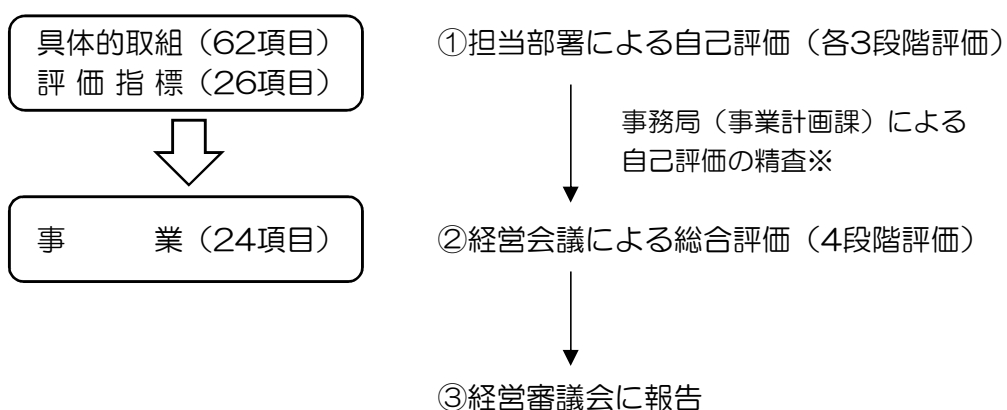 具体的取組（62項目）
評 価 指 標（26項目）
事　　　業（24項目）
①担当部署による自己評価（各3段階評価）
事務局（事業計画課）による
自己評価の精査※
②経営会議による総合評価（4段階評価）
③経営審議会に報告